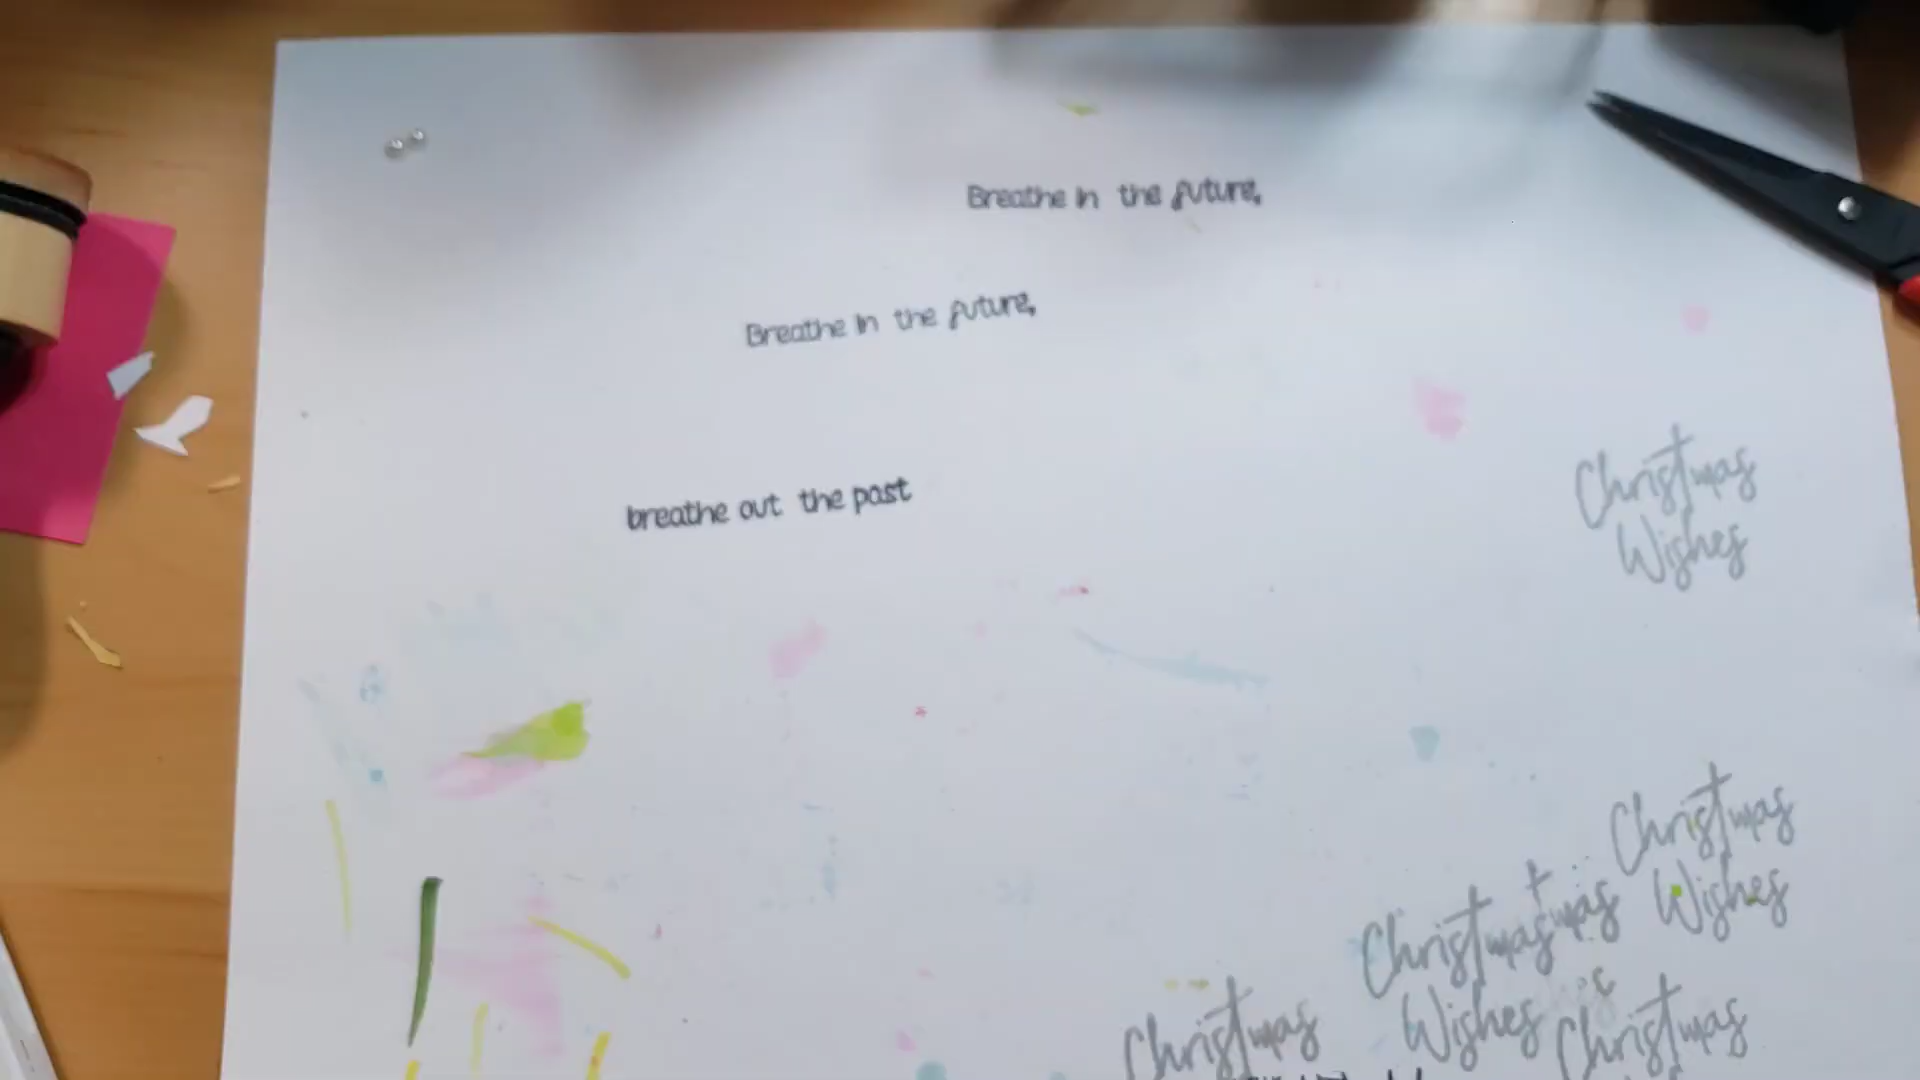 Breathe in the future,
Breathe in the future,
breathe out the past
Christmas
Wishes
Christmas
Wishes
Christmas
Wishes
Christmas
Christmas